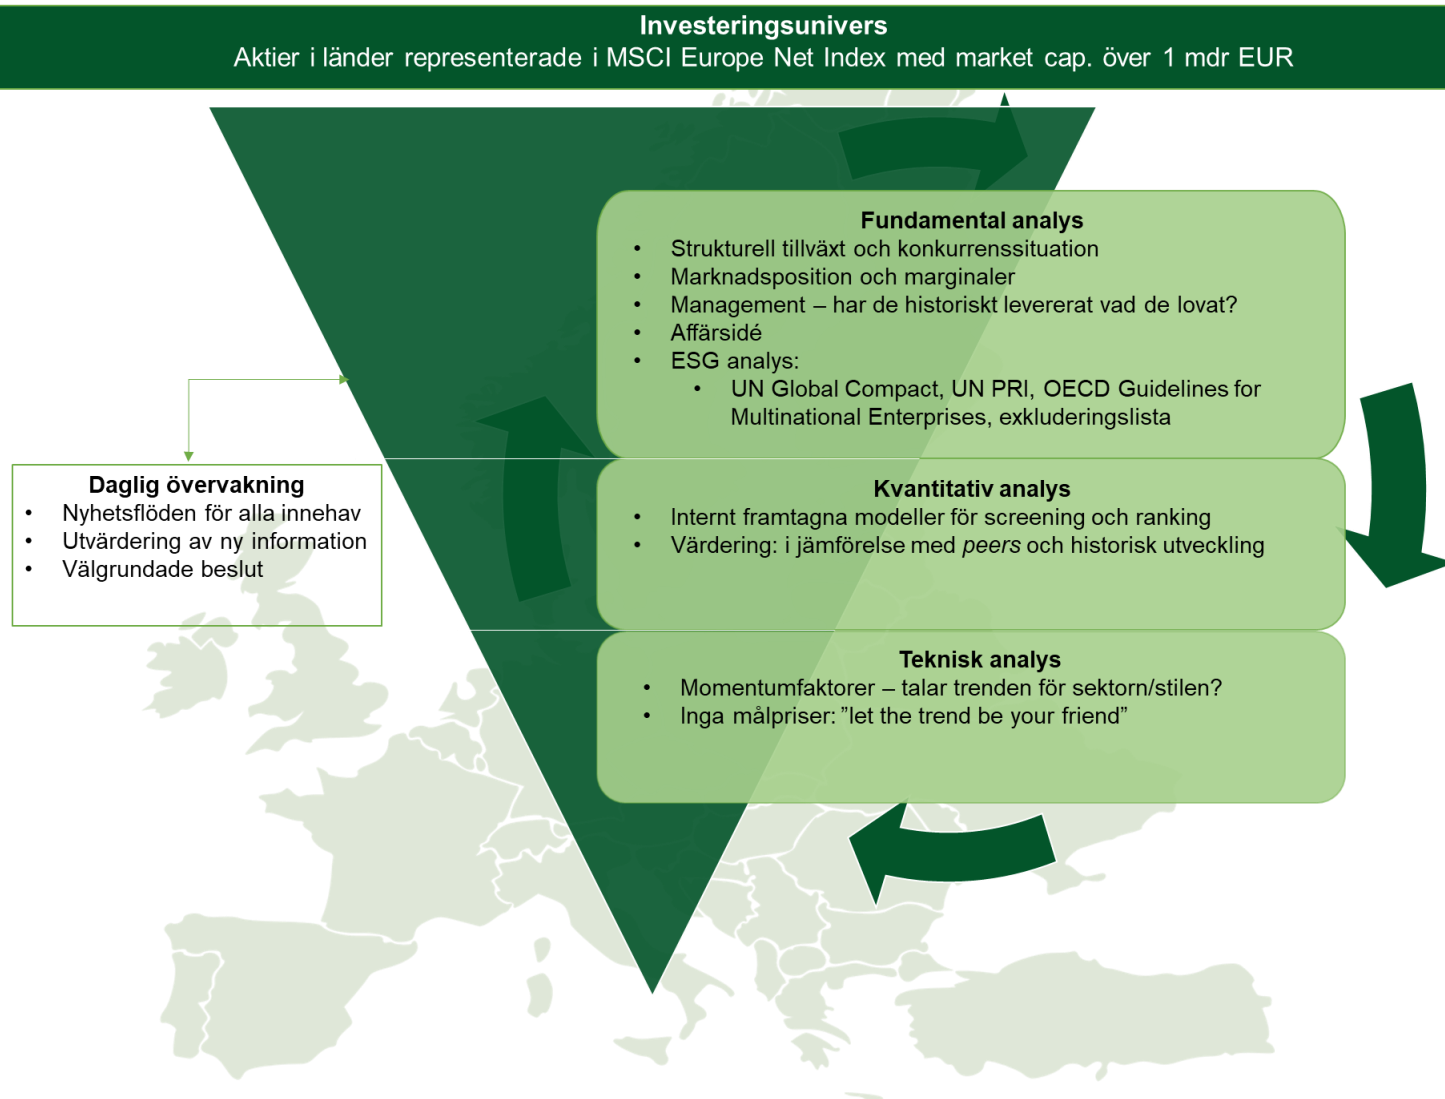 Investeringsunivers
Aktier i länder representerade i MSCI Europe Net Index med market cap. över 1 mdr EUR
Fundamental analys
• Strukturell tillväxt och konkurrenssituation
• Marknadsposition och marginaler
• Management – har de historiskt levererat vad de lovat?
• Affärsidé
• ESG analys:
• UN Global Compact, UN PRI, OECD Guidelines for
Multinational Enterprises, exkluderingslista
Daglig övervakning
• Nyhetsflöden för alla innehav
• Utvärdering av ny information
• Välgrundade beslut
Kvantitativ analys
• Internt framtagna modeller för screening och ranking
• Värdering: i jämförelse med peers och historisk utveckling
Teknisk analys
• Momentumfaktorer – talar trenden för sektorn/stilen?
• Inga målpriser: ”let the trend be your friend”